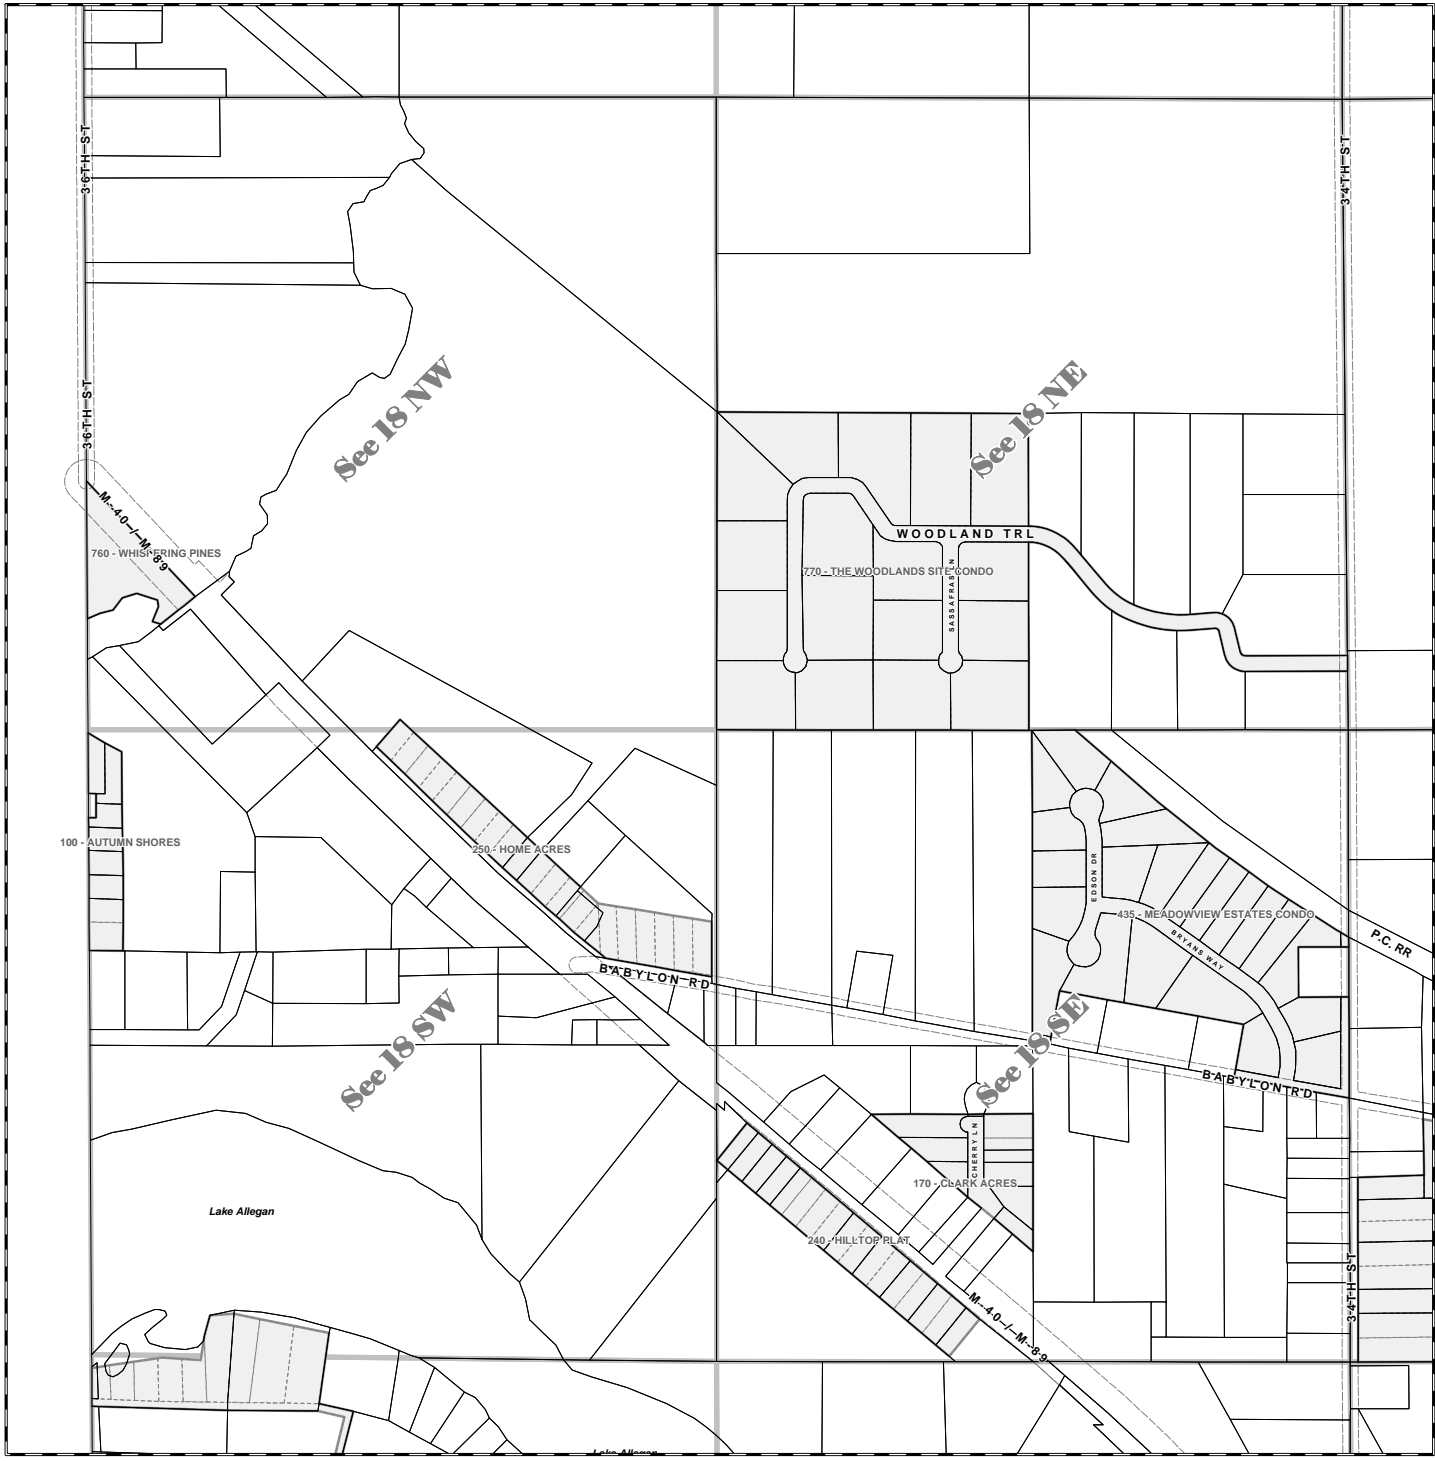 36TH ST
34TH ST
36TH ST
See 18 NW
See 18 NE
M-40 / M-89
760 - WHISPERING PINES
WOODLAND TRL
770 - THE WOODLANDS SITE CONDO
SASSAFRAS LN
100 - AUTUMN SHORES
250 - HOME ACRES
EDSON DR
435 - MEADOWVIEW ESTATES CONDO
BRYANS WAY
P.C. RR
BABYLON RD
See 18 SW
See 18 SE
BABYLON RD
CHERRY LN
170 - CLARK ACRES
Lake Allegan
240 - HILLTOP PLAT
34TH ST
M-40 / M-89
Lake Allegan